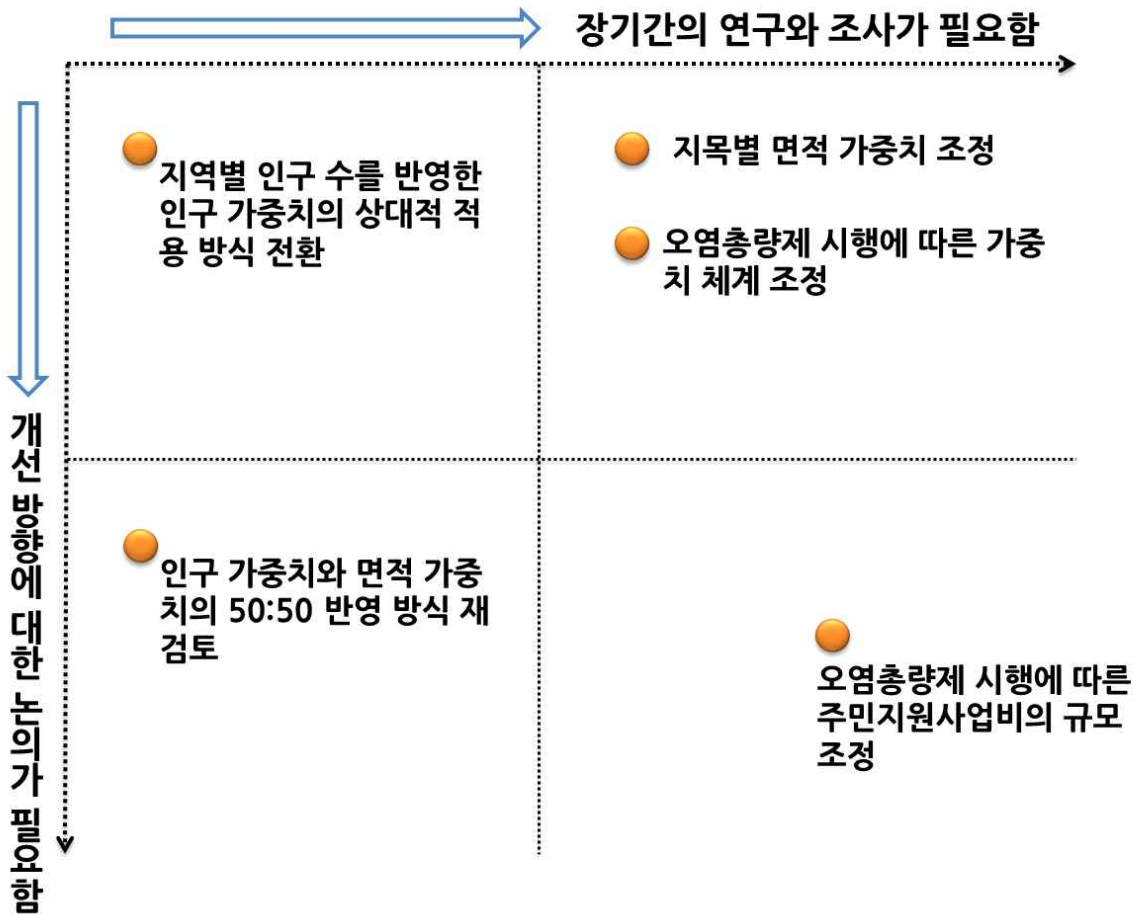 장기간의 연구와 조사가 필요함
지역별 인구 수를 반영한
인구 가중치의 상대적 적
용 방식 전환
지목별 면적 가중치 조정
오염총량제 시행에 따른 가중
치 체계 조정
개선 방향에 대한 논의가 필요함
인구 가중치와 면적 가중
치의 50:50 반영 방식 재
검토
오염총량제 시행에 따른
주민지원사업비의 규모
조정